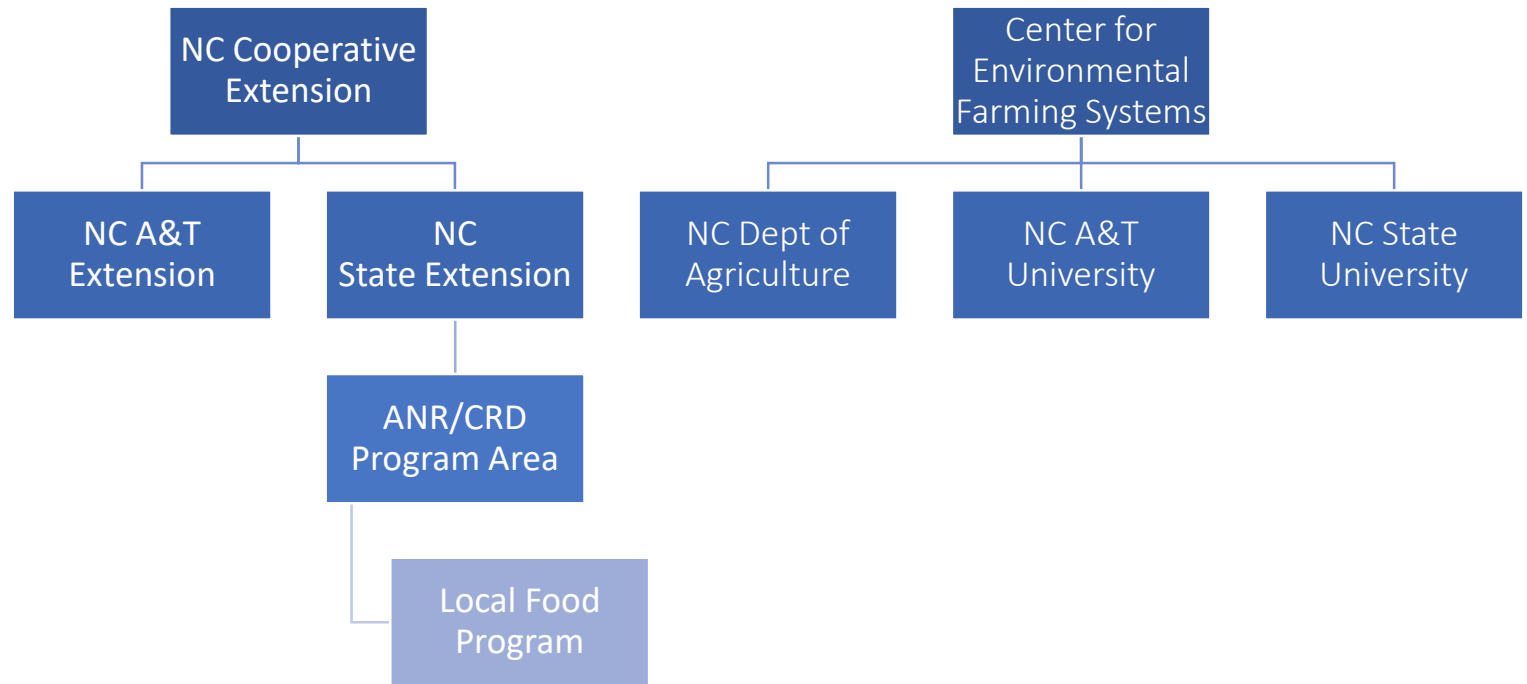 NC Cooperative
Extension
Center for
Environmental
Farming Systems
NC A&T
Extension
NC
State Extension
NC Dept of
Agriculture
NC A&T
University
NC State
University
ANR/CRD
Program Area
Local Food
Program